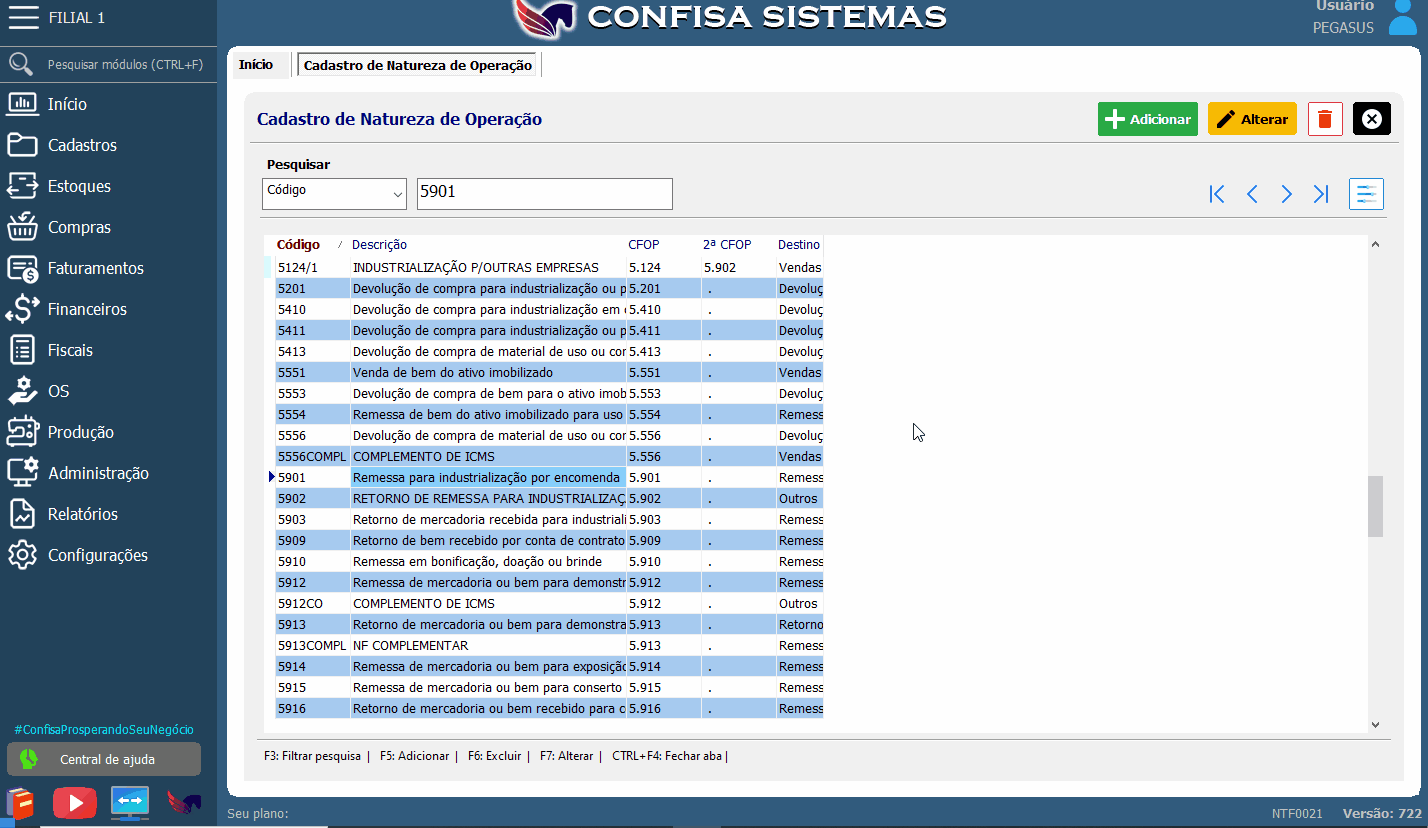 FILIAL 1
CONFISA SISTEMAS
Usuário
PEGASUS
Pesquisar módulos (CTRL+F)
Início
Cadastros
Estoques
Compras
Faturamentos
Financeiros
Fiscais
OS
Produção
Administração
Relatórios
Configurações
#ConfisaProsperandoSeuNegócio
Central de ajuda
Início
Cadastro de Natureza de Operação
Cadastro de Natureza de Operação
Adicionar
Alterar
Pesquisar
Código
5901
Código / Descrição CFOP 2ª CFOP Destino
5124/1 INDUSTRIALIZAÇÃO P/OUTRAS EMPRESAS 5.124 5.902 Vendas
5201 Devolução de compra para industrialização ou p 5.201 . Devoluç
5410 Devolução de compra para industrialização em 5.410 . Devoluç
5411 Devolução de compra para industrialização ou p 5.411 . Devoluç
5413 Devolução de compra de material de uso ou cor 5.413 . Devoluç
5551 Venda de bem do ativo imobilizado 5.551 . Vendas
5553 Devolução de compra de bem para o ativo imob 5.553 . Devoluç
5554 Remessa de bem do ativo imobilizado para uso 5.554 . Remess
5556 Devolução de compra de material de uso ou cor 5.556 . Devoluç
5556COMPL COMPLEMENTO DE ICMS 5.556 . Vendas
5901 Remessa para industrialização por encomenda 5.901 . Remess
5902 RETORNO DE REMESSA PARA INDUSTRIALIZAÇ 5.902 . Outros
5903 Retorno de mercadoria recebida para industriali 5.903 . Remess
5909 Retorno de bem recebido por conta de contrato 5.909 . Remess
5910 Remessa em bonificação, doação ou brinde 5.910 . Remess
5912 Remessa de mercadoria ou bem para demonstr 5.912 . Remess
5912CO COMPLEMENTO DE ICMS 5.912 . Outros
5913 Retorno de mercadoria ou bem para demonstra 5.913 . Retorno
5913COMPL NF COMPLEMENTAR 5.913 . Remess
5914 Remessa de mercadoria ou bem para exposiçã 5.914 . Remess
5915 Remessa de mercadoria ou bem para conserto 5.915 . Remess
5916 Retorno de mercadoria ou bem recebido para c 5.916 . Remess
F3: Filtrar pesquisa | F5: Adicionar | F6: Excluir | F7: Alterar | CTRL+F4: Fechar aba |
Seu plano:
NTF0021
Versão: 722